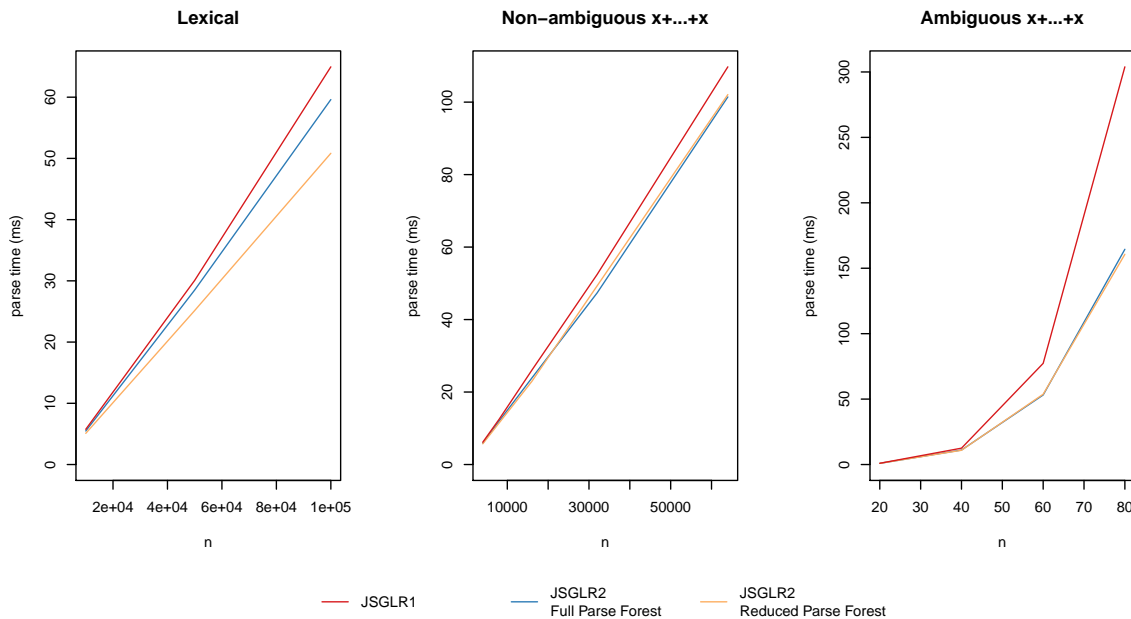 Lexical
60
50
40
30
20
10
0
parse time (ms)
2e+04 4e+04 6e+04 8e+04 1e+05
n
Non−ambiguous x+...+x
100
80
60
40
20
0
parse time (ms)
10000 30000 50000
n
Ambiguous x+...+x
300
250
200
150
100
50
0
parse time (ms)
20 30 40 50 60 70 80
n
JSGLR1
JSGLR2
Full Parse Forest
JSGLR2
Reduced Parse Forest